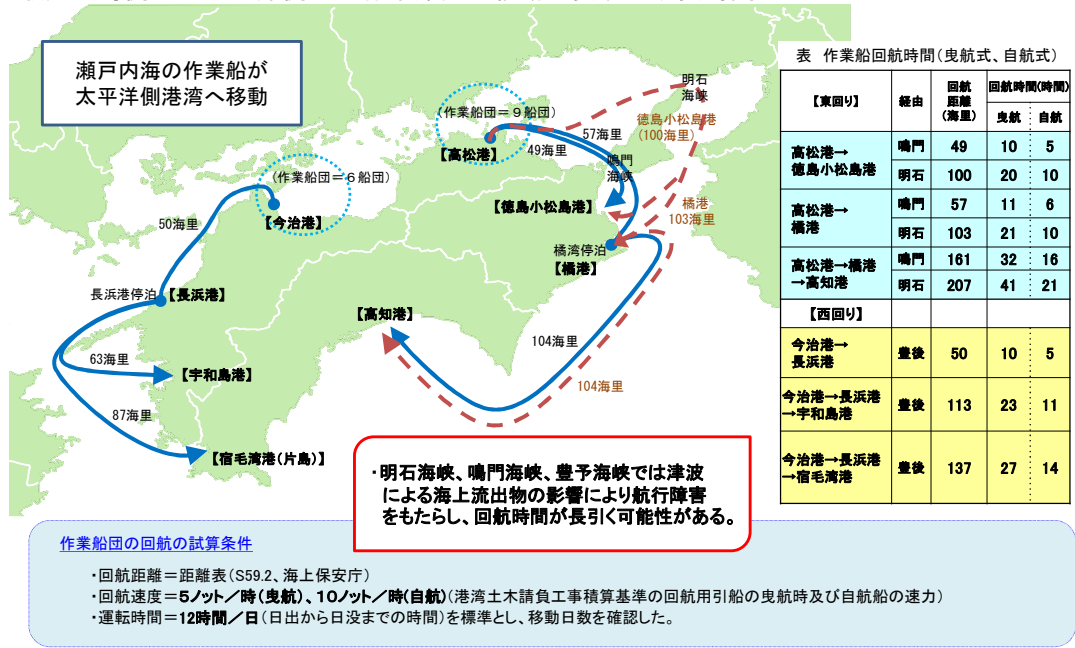 瀬戸内海の作業船が
太平洋側港湾へ移動
(作業船団=9船団)
【高松港】
57海里
49海里
明石
海峡
徳島小松島港
(100海里)
鳴門
海峡
(作業船団=6船団)
【今治港】
【徳島小松島港】
橘港
103海里
50海里
橘湾停泊
【橘港】
長浜港停泊
【長浜港】
【高知港】
104海里
63海里
【宇和島港】
104海里
87海里
【宿毛湾港(片島)】
表 作業船回航時間(曳航式、自航式)
【東回り】 経由 回航距離(海里) 回航時間(時間)
曳航 自航
高松港→徳島小松島港 鳴門 49 10 5
明石 100 20 10
高松港→橘港 鳴門 57 11 6
明石 103 21 10
高松港→橘港→高知港 鳴門 161 32 16
明石 207 41 21
【西回り】
今治港→長浜港 豊後 50 10 5
今治港→長浜港→宇和島港 豊後 113 23 11
今治港→長浜港→宿毛湾港 豊後 137 27 14
・明石海峡、鳴門海峡、豊予海峡では津波
による海上流出物の影響により航行障害
をもたらし、回航時間が長引く可能性がある。
作業船団の回航の試算条件
・回航距離=距離表(S59.2、海上保安庁)
・回航速度=5ノット/時(曳航)、10ノット/時(自航)(港湾土木請負工事積算基準の回航用引船の曳航時及び自航船の速力)
・運転時間=12時間/日(日出から日没までの時間)を標準とし、移動日数を確認した。